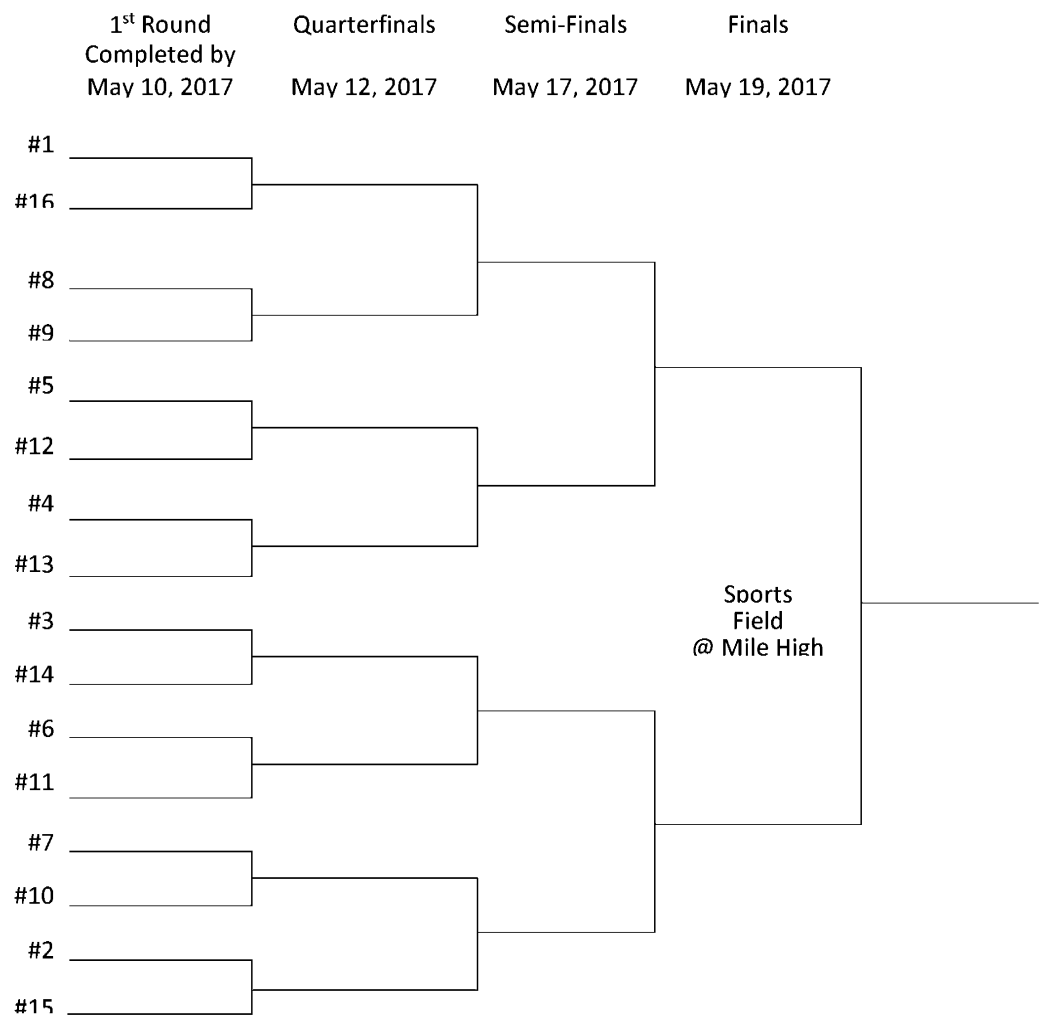 1st Round
Completed by
May 10, 2017
Quarterfinals
May 12, 2017
Semi-Finals
May 17, 2017
Finals
May 19, 2017
#1
#16
#8
#9
#5
#12
#4
#13
#3
#14
#6
#11
#7
#10
#2
#15
Sports
Field
@ Mile High